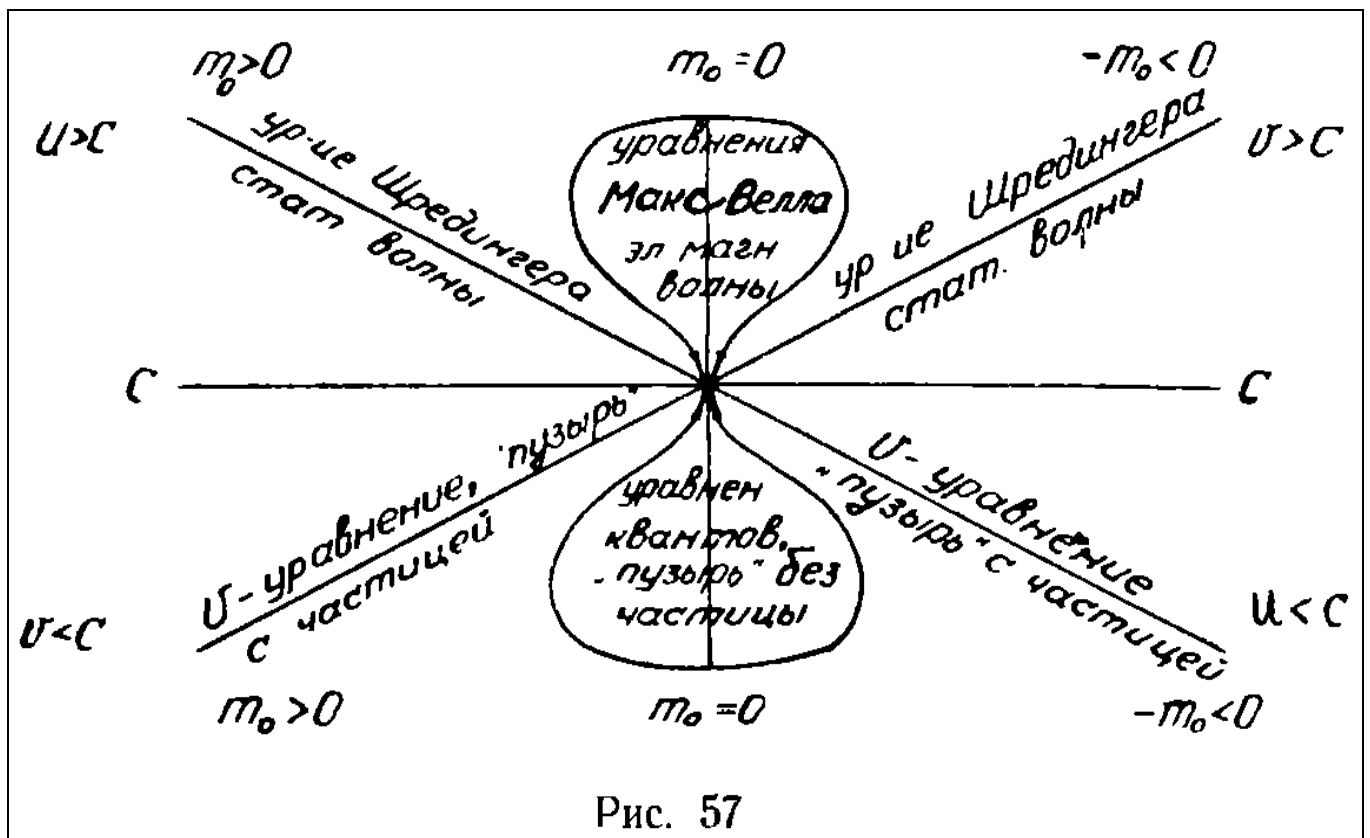 m₀>0
m₀=0
-m₀<0
U>C
ур-ие Щредингера
стат волны
уравнения
МаксВелла
эл магн
волны
ур ие Щредингера
стат. волны
υ>C
C
C
υ-уравнение, "пузырь"
с частицей
уравнен
квантов,
"пузырь" без
частицы
υ-уравнение
"пузырь" с частицей
υ<C
U<C
m₀>0
m₀=0
-m₀<0
Рис. 57